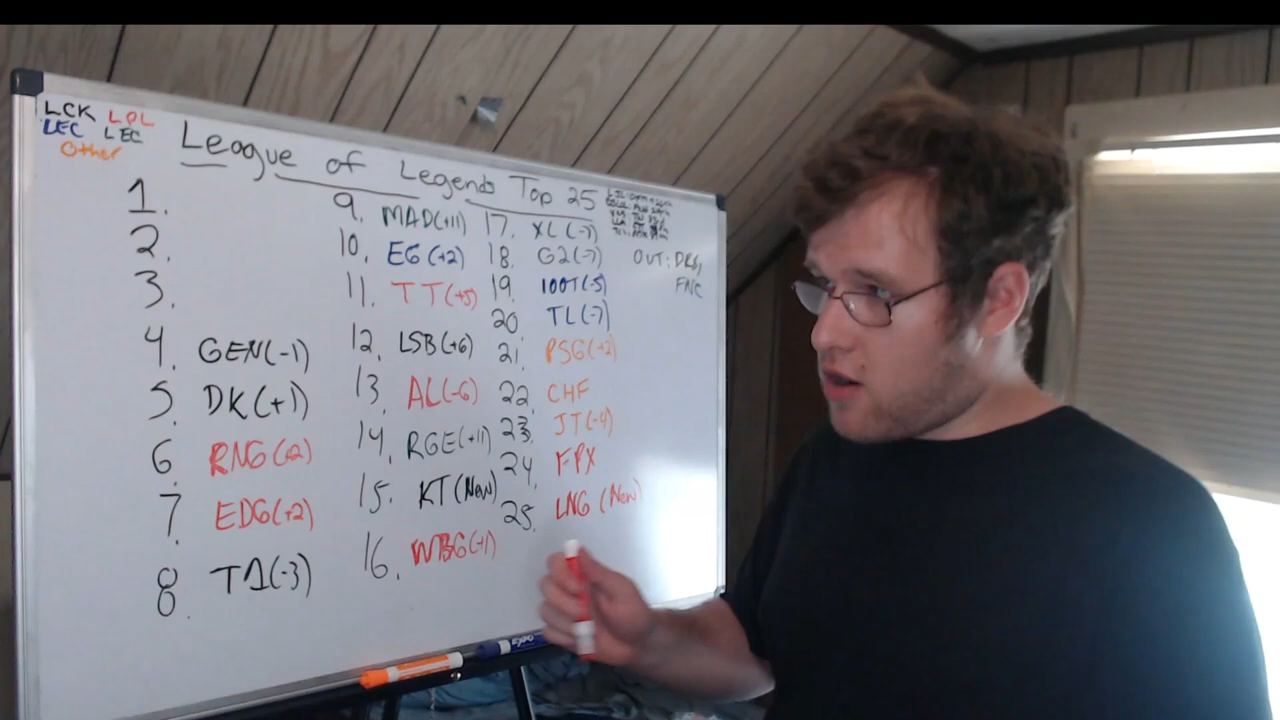 LCK LPL
LEC LEC
Other
League of Legends Top 25
1.
2.
3.
4. GEN(-1)
5. DK(+1)
6. RNG(-2)
7. EDG(+2)
8. T1(-3)
9. MAD(+11)
10. EG(+2)
11. TT(+5)
12. LSB(+6)
13. AL(-6)
14. RGE(+11)
15. KT(New)
16. WBG(+1)
17. XL(-7)
18. G2(-7)
19. 100T(-5)
20. TL(-7)
21. PSG(+2)
22. CHF
23. JT(-4)
24. FPX
25. LNG (New)
OUT: DRX,
FNC
EXPO